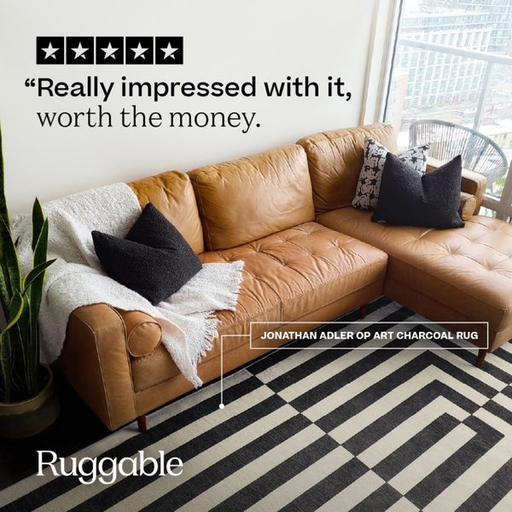 “Really impressed with it,
worth the money.
JONATHAN ADLER OP ART CHARCOAL RUG
Ruggable